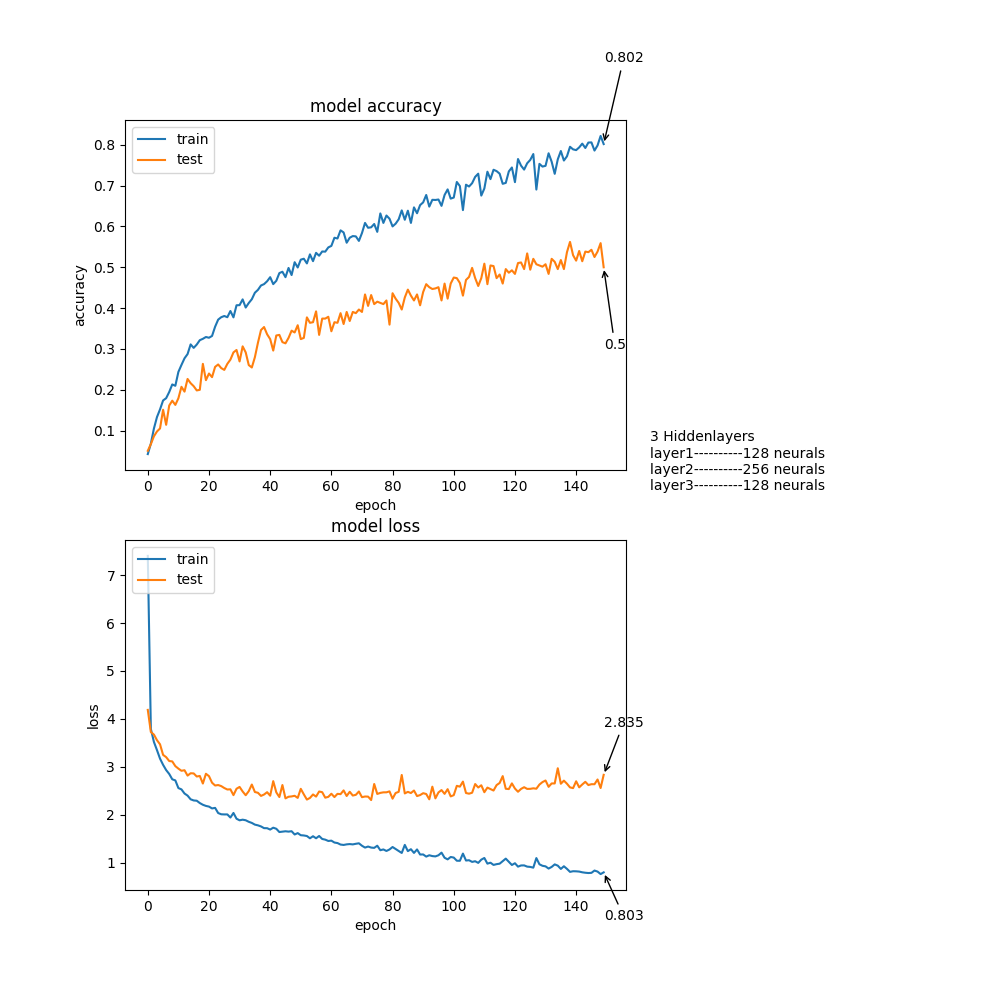 0.802
model accuracy
train
test
0.8
0.7
0.6
0.5
0.4
0.3
0.2
0.1
accuracy
0.5
0 20 40 60 80 100 120 140
epoch
3 Hiddenlayers
layer1----------128 neurals
layer2----------256 neurals
layer3----------128 neurals
model loss
train
test
7
6
5
4
3
2
1
loss
2.835
0 20 40 60 80 100 120 140
0.803
epoch